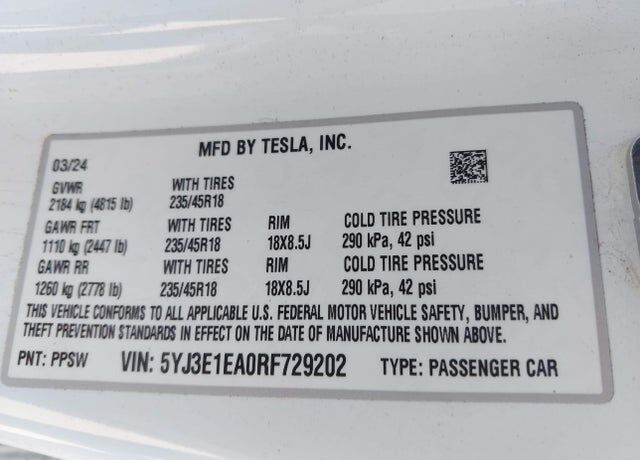 MFD BY TESLA, INC.
03/24
GVWR WITH TIRES
2184 kg (4815 lb) 235/45R18
GAWR FRT WITH TIRES RIM COLD TIRE PRESSURE
1110 kg (2447 lb) 235/45R18 18X8.5J 290 kPa, 42 psi
GAWR RR WITH TIRES RIM COLD TIRE PRESSURE
1260 kg (2778 lb) 235/45R18 18X8.5J 290 kPa, 42 psi
THIS VEHICLE CONFORMS TO ALL APPLICABLE U.S. FEDERAL MOTOR VEHICLE SAFETY, BUMPER, AND
THEFT PREVENTION STANDARDS IN EFFECT ON THE DATE OF MANUFACTURE SHOWN ABOVE.
PNT: PPSW VIN: 5YJ3E1EA0RF729202 TYPE: PASSENGER CAR